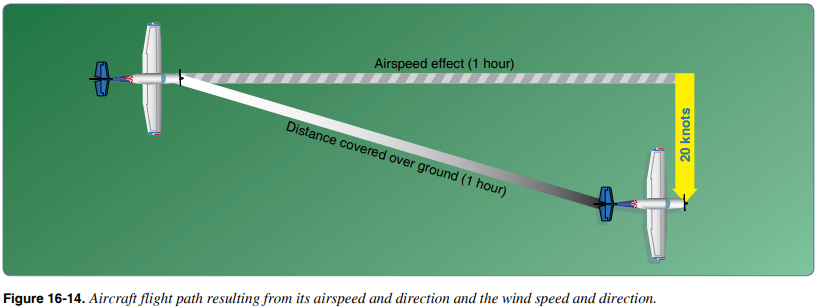 Airspeed effect (1 hour)
Distance covered over ground (1 hour)
20 knots
Figure 16-14. Aircraft flight path resulting from its airspeed and direction and the wind speed and direction.